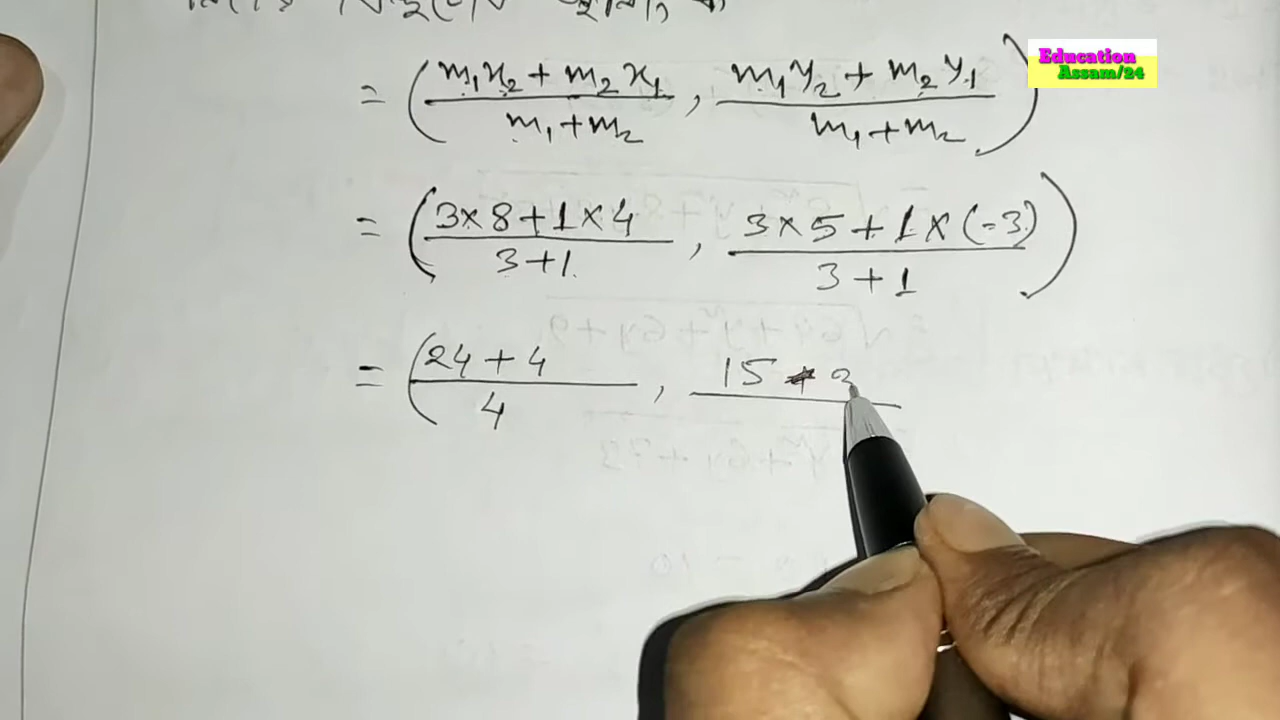 Education
Assam/24
= ( m₁x₂ + m₂x₁ / m₁+m₂ , m₁y₂ + m₂y₁ / m₁+m₂ )
= ( 3×8+1×4 / 3+1 , 3×5+1×(-3) / 3+1 )
= ( 24+4 / 4 , 15 - 3